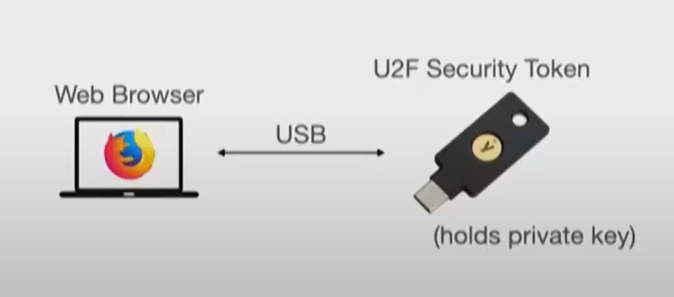 U2F Security Token
Web Browser
USB
(holds private key)